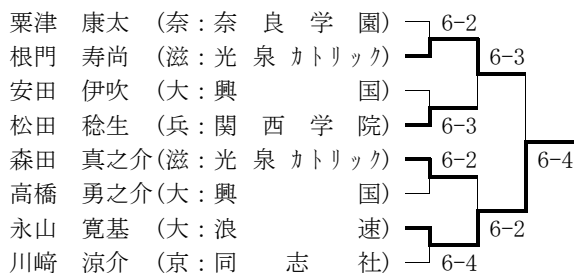 粟津 康太 (奈:奈良学園) 6-2
根門 寿尚 (滋:光泉カトリック) 6-3
安田 伊吹 (大:興国)
松田 稔生 (兵:関西学院) 6-3
森田 真之介(滋:光泉カトリック) 6-2 6-4
高橋 勇之介(大:興国)
永山 寛基 (大:浪速) 6-2
川﨑 涼介 (京:同志社) 6-4